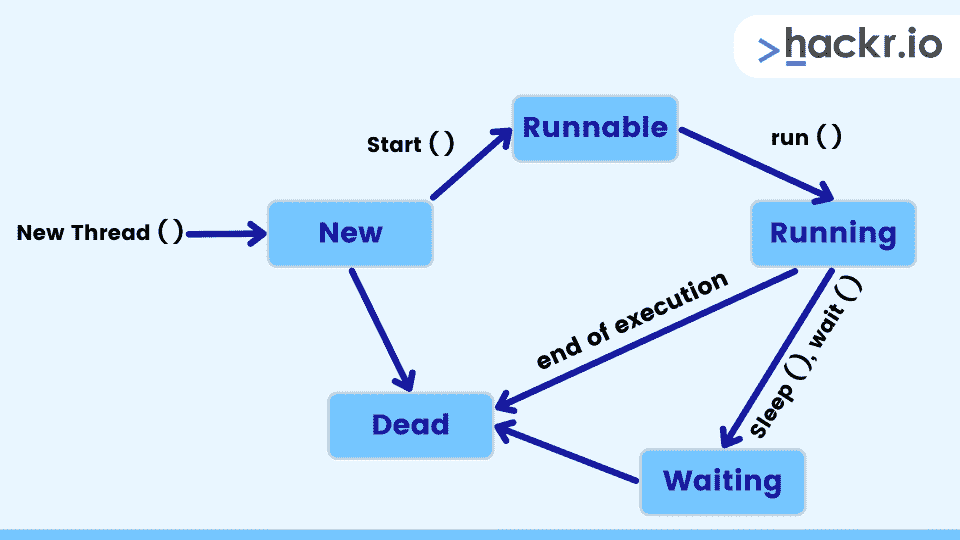 >hackr.io
Runnable
Start ()
run ()
New Thread ()
New
Running
end of execution
Sleep (), wait ()
Dead
Waiting